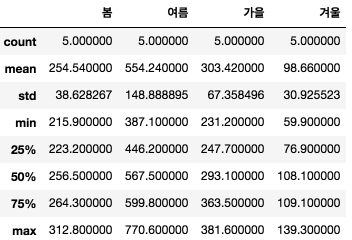 봄 여름 가을 겨울
count 5.000000 5.000000 5.000000 5.000000
mean 254.540000 554.240000 303.420000 98.660000
std 38.628267 148.888895 67.358496 30.925523
min 215.900000 387.100000 231.200000 59.900000
25% 223.200000 446.200000 247.700000 76.900000
50% 256.500000 567.500000 293.100000 108.100000
75% 264.300000 599.800000 363.500000 109.100000
max 312.800000 770.600000 381.600000 139.300000